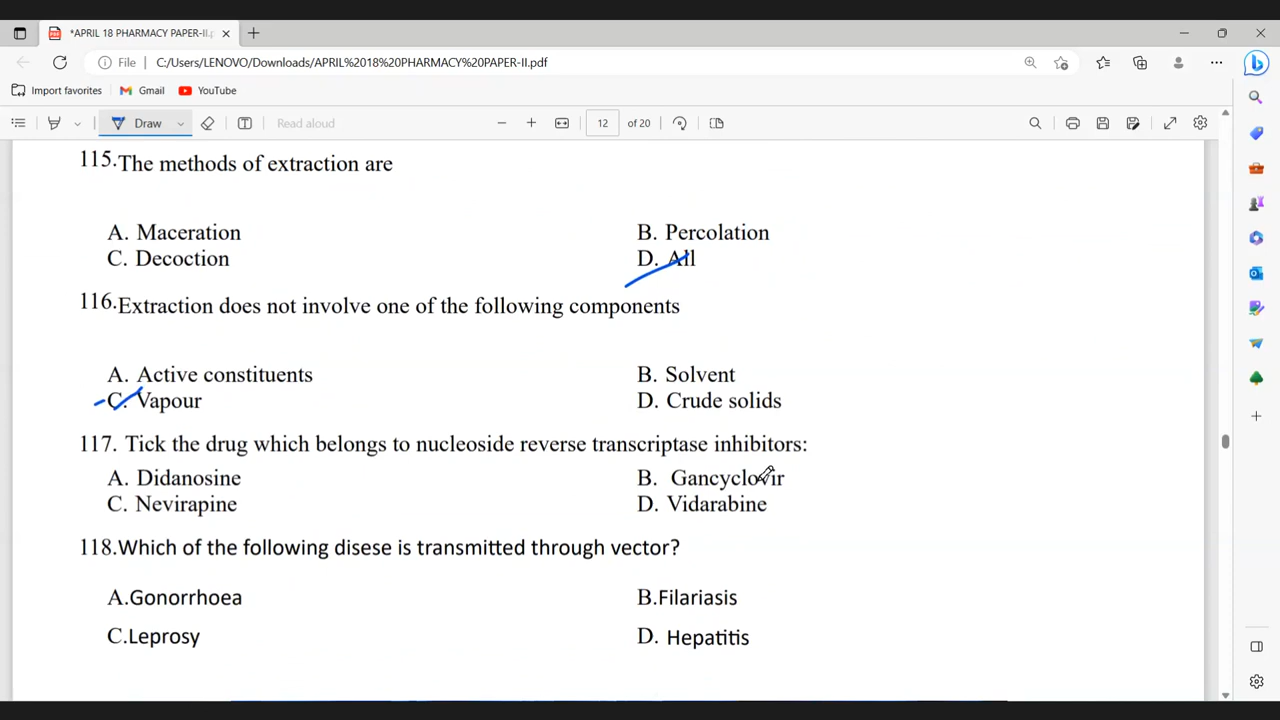 *APRIL 18 PHARMACY PAPER-II.p
File C:/Users/LENOVO/Downloads/APRIL%2018%20PHARMACY%20PAPER-II.pdf
Import favorites Gmail YouTube
Draw Read aloud 12 of 20
115.The methods of extraction are
A. Maceration B. Percolation
C. Decoction D. All
116.Extraction does not involve one of the following components
A. Active constituents B. Solvent
C. Vapour D. Crude solids
117. Tick the drug which belongs to nucleoside reverse transcriptase inhibitors:
A. Didanosine B. Gancyclovir
C. Nevirapine D. Vidarabine
118.Which of the following disese is transmitted through vector?
A.Gonorrhoea B.Filariasis
C.Leprosy D. Hepatitis